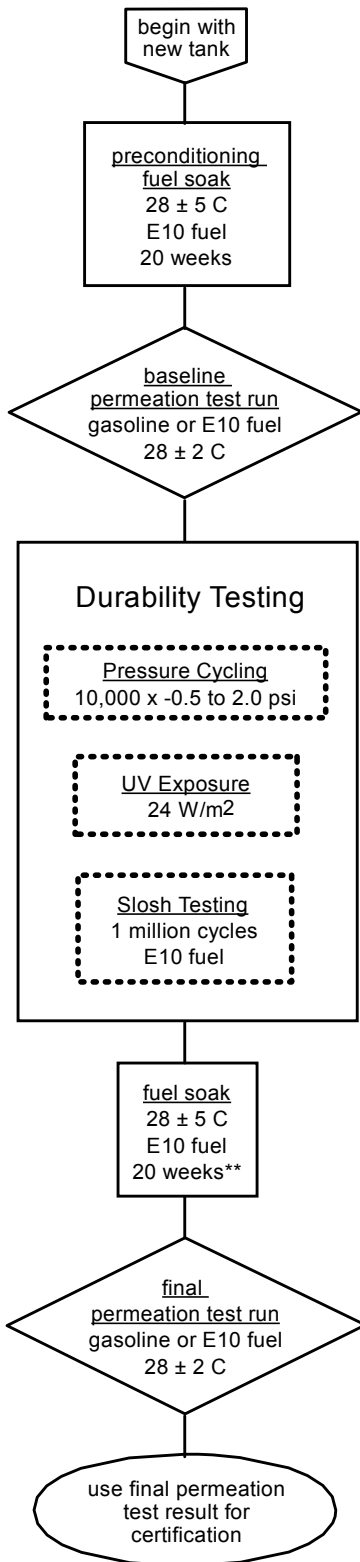 begin with
new tank
preconditioning
fuel soak
28 ± 5 C
E10 fuel
20 weeks
baseline
permeation test run
gasoline or E10 fuel
28 ± 2 C
Durability Testing
Pressure Cycling
10,000 x -0.5 to 2.0 psi
UV Exposure
24 W/m2
Slosh Testing
1 million cycles
E10 fuel
fuel soak
28 ± 5 C
E10 fuel
20 weeks**
final
permeation test run
gasoline or E10 fuel
28 ± 2 C
use final permeation
test result for
certification